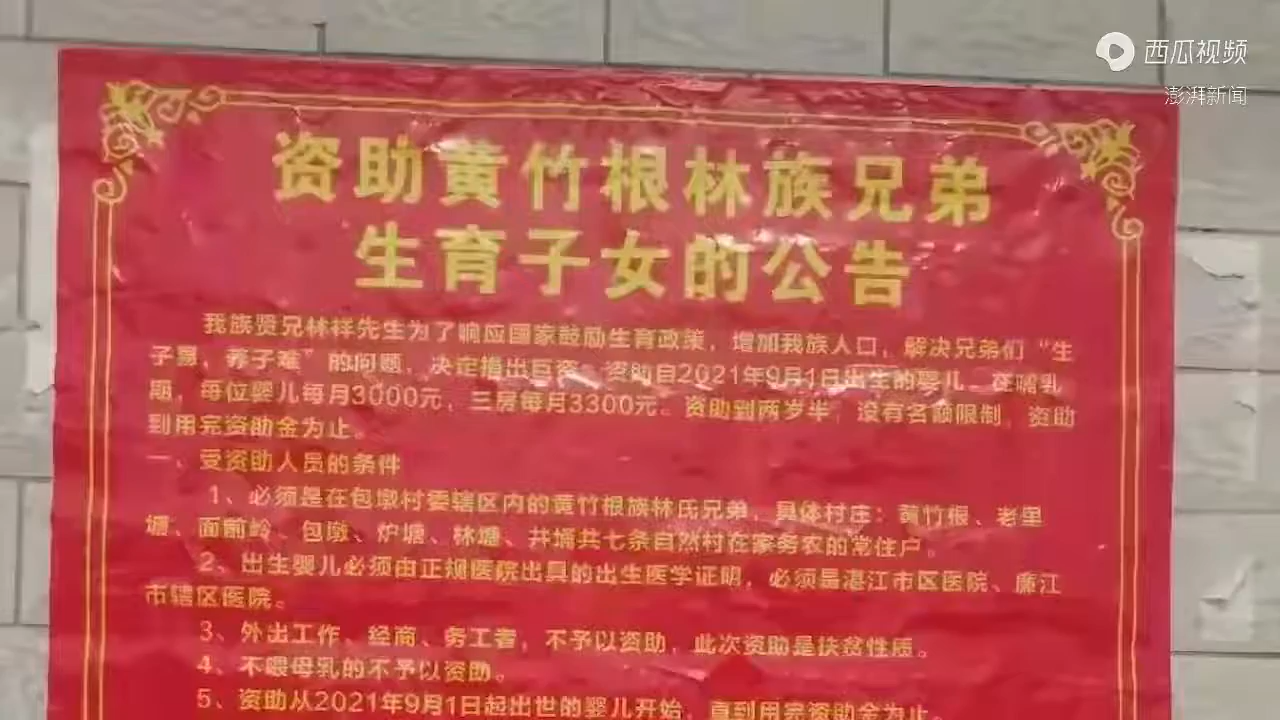 西瓜视频
澎湃新闻
资助黄竹根林族兄弟
生育子女的公告
我族贤兄林祥先生为了响应国家鼓励生育政策，增加我族人口，解决兄弟们“生
子易，养子难”的问题，决定捐出巨资，资助自2021年9月1日出生的婴儿，在哺乳
期，每位婴儿每月3000元，三房每月3300元。资助到两岁半，没有名额限制，资助
到用完资助金为止。
一、受资助人员的条件
1、必须是在包墩村委辖区内的黄竹根族林氏兄弟，具体村庄：黄竹根、老里
塘、面前岭、包墩、炉塘、林塘、井埇共七条自然村在家务农的常住户。
2、出生婴儿必须由正规医院出具的出生医学证明，必须是湛江市区医院、廉江
市辖区医院。
3、外出工作、经商、务工者，不予以资助，此次资助是扶贫性质。
4、不喂母乳的不予以资助。
5、资助从2021年9月1日起出世的婴儿开始，直到用完资助金为止。